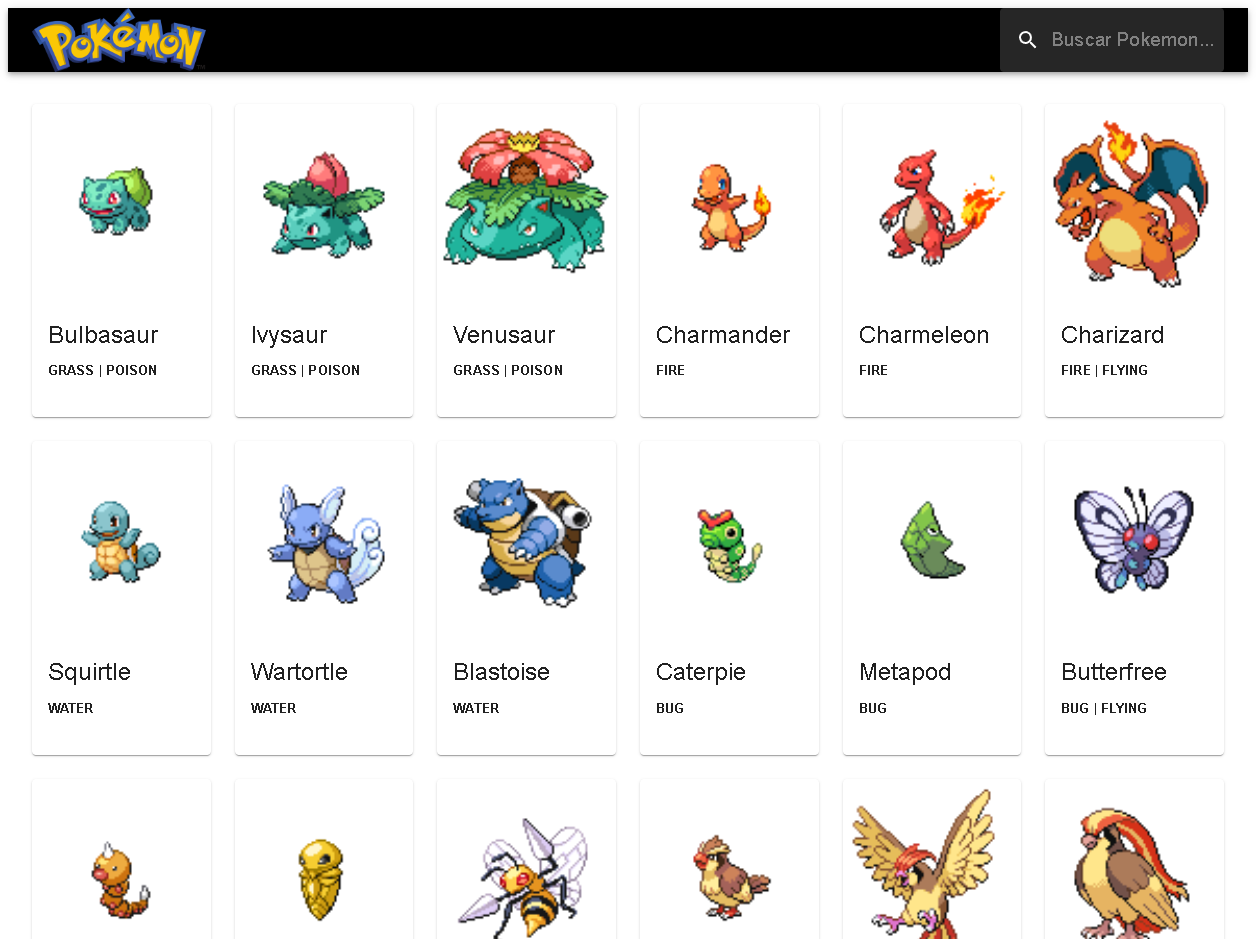 POKéMON™
Buscar Pokemon...
Bulbasaur
GRASS | POISON
Ivysaur
GRASS | POISON
Venusaur
GRASS | POISON
Charmander
FIRE
Charmeleon
FIRE
Charizard
FIRE | FLYING
Squirtle
WATER
Wartortle
WATER
Blastoise
WATER
Caterpie
BUG
Metapod
BUG
Butterfree
BUG | FLYING